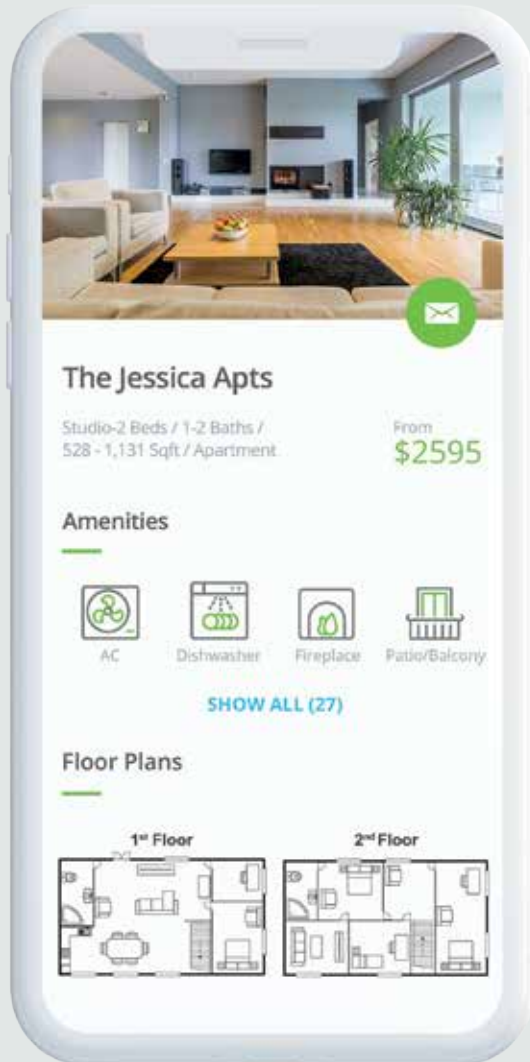 The Jessica Apts
Studio-2 Beds / 1-2 Baths /
528 - 1,131 Sqft / Apartment
From
$2595
Amenities
AC
Dishwasher
Fireplace
Patio/Balcony
SHOW ALL (27)
Floor Plans
1st Floor
2nd Floor